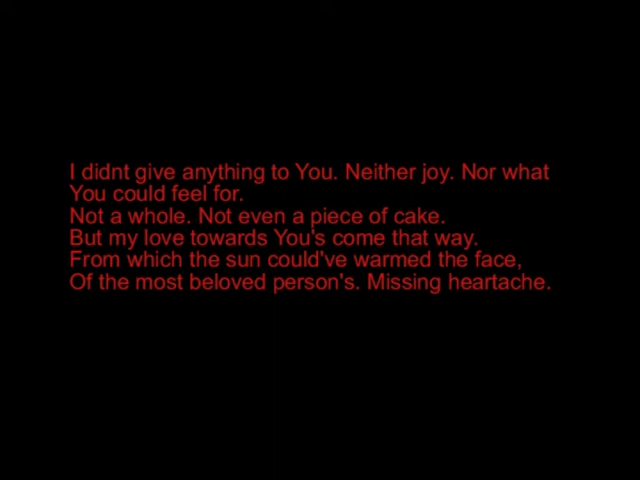 I didnt give anything to You. Neither joy. Nor what
You could feel for.
Not a whole. Not even a piece of cake.
But my love towards You's come that way.
From which the sun could've warmed the face,
Of the most beloved person's. Missing heartache.